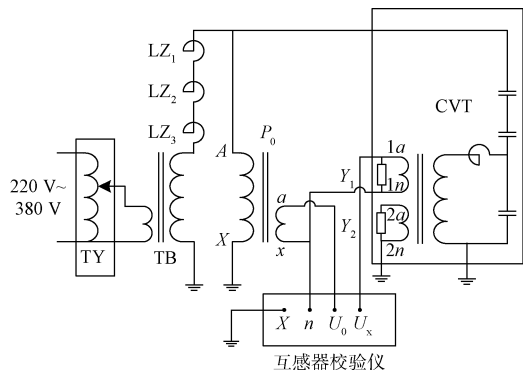 LZ₁
LZ₂
LZ₃
CVT
220 V~
380 V
TY
TB
A
X
P₀
a
x
Y₁
Y₂
1a
1n
2a
2n
X n U₀ Uₓ
互感器校验仪